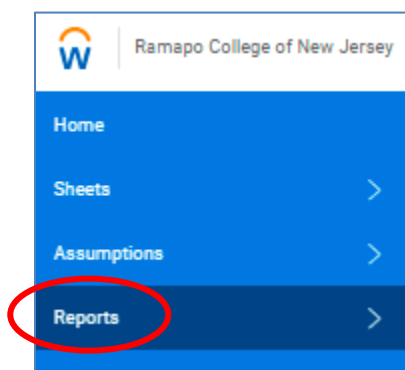 W
Ramapo College of New Jersey
Home
Sheets
Assumptions
Reports